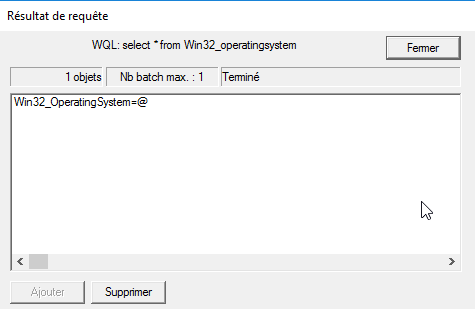 Résultat de requête
WQL: select * from Win32_operatingsystem
Fermer
1 objets
Nb batch max. : 1
Terminé
Win32_OperatingSystem=@
Ajouter
Supprimer